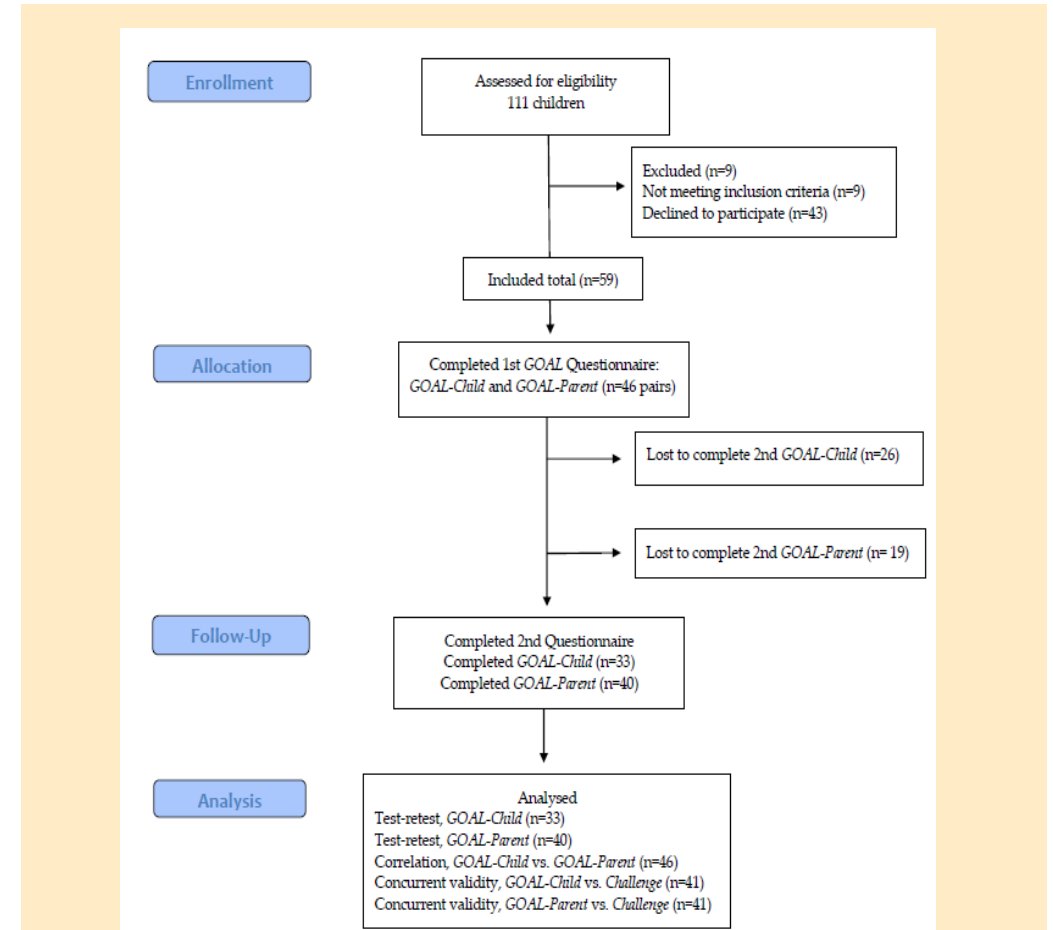 Enrollment
Assessed for eligibility
111 children
Excluded (n=9)
Not meeting inclusion criteria (n=9)
Declined to participate (n=43)
Included total (n=59)
Allocation
Completed 1st GOAL Questionnaire:
GOAL-Child and GOAL-Parent (n=46 pairs)
Lost to complete 2nd GOAL-Child (n=26)
Lost to complete 2nd GOAL-Parent (n= 19)
Follow-Up
Completed 2nd Questionnaire
Completed GOAL-Child (n=33)
Completed GOAL-Parent (n=40)
Analysis
Analysed
Test-retest, GOAL-Child (n=33)
Test-retest, GOAL-Parent (n=40)
Correlation, GOAL-Child vs. GOAL-Parent (n=46)
Concurrent validity, GOAL-Child vs. Challenge (n=41)
Concurrent validity, GOAL-Parent vs. Challenge (n=41)